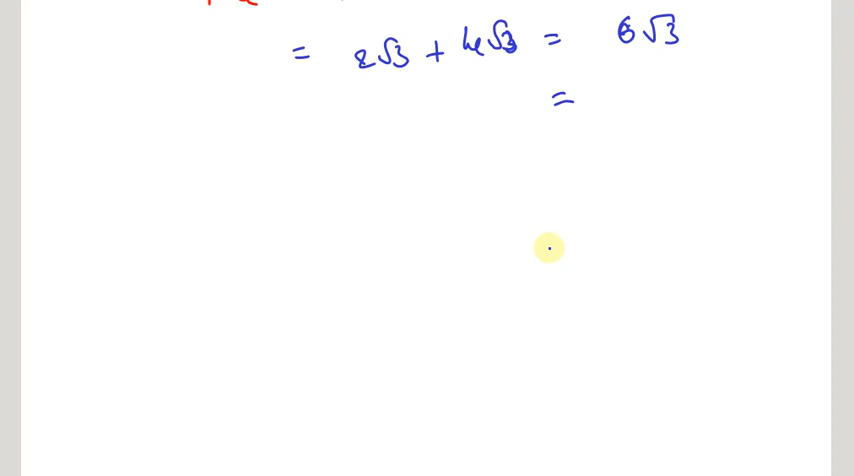 = 2√3 + 4√3 = 6√3
=